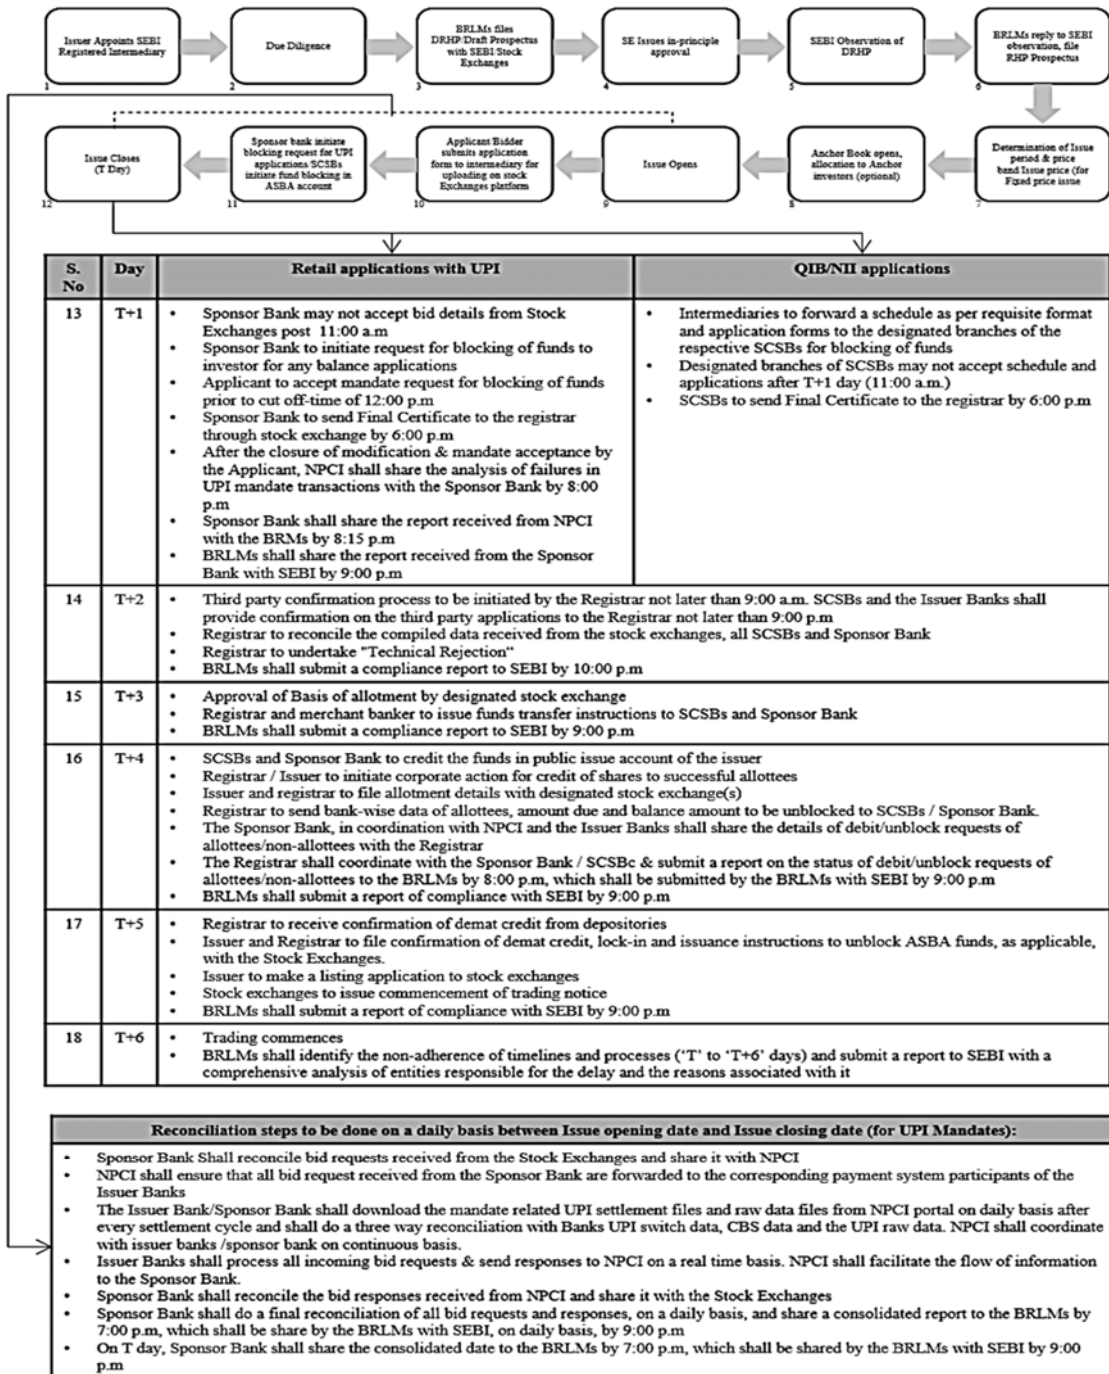 Issuer Appoints SEBI
Registered Intermediary
1
Due Diligence
2
BRLMs files
DRHP/Draft Prospectus
with SEBI/Stock
Exchanges
3
SE Issues in-principle
approval
4
SEBI Observation of
DRHP
5
BRLMs reply to SEBI
observation, file
RHP Prospectus
6
Determination of Issue
period & price
band Issue price (for
Fixed price issue
7
Anchor Book opens,
allocation to Anchor
investors (optional)
8
Issue Opens
9
Applicant/Bidder
submits application
form to intermediary for
uploading on stock
Exchanges platform
10
Sponsor bank initiate
blocking request for UPI
applications/SCSBs
initiate fund blocking in
ASBA account
11
Issue Closes
(T Day)
12
S. No
Day
Retail applications with UPI
QIB/NII applications
13
T+1
• Sponsor Bank may not accept bid details from Stock
Exchanges post 11:00 a.m
• Sponsor Bank to initiate request for blocking of funds to
investor for any balance applications
• Applicant to accept mandate request for blocking of funds
prior to cut off-time of 12:00 p.m
• Sponsor Bank to send Final Certificate to the registrar
through stock exchange by 6:00 p.m
• After the closure of modification & mandate acceptance by
the Applicant, NPCI shall share the analysis of failures in
UPI mandate transactions with the Sponsor Bank by 8:00
p.m
• Sponsor Bank shall share the report received from NPCI
with the BRMs by 8:15 p.m
• BRLMs shall share the report received from the Sponsor
Bank with SEBI by 9:00 p.m
• Intermediaries to forward a schedule as per requisite format
and application forms to the designated branches of the
respective SCSBs for blocking of funds
• Designated branches of SCSBs may not accept schedule and
applications after T+1 day (11:00 a.m.)
• SCSBs to send Final Certificate to the registrar by 6:00 p.m
14
T+2
• Third party confirmation process to be initiated by the Registrar not later than 9:00 a.m. SCSBs and the Issuer Banks shall
provide confirmation on the third party applications to the Registrar not later than 9:00 p.m
• Registrar to reconcile the compiled data received from the stock exchanges, all SCSBs and Sponsor Bank
• Registrar to undertake "Technical Rejection“
• BRLMs shall submit a compliance report to SEBI by 10:00 p.m
15
T+3
• Approval of Basis of allotment by designated stock exchange
• Registrar and merchant banker to issue funds transfer instructions to SCSBs and Sponsor Bank
• BRLMs shall submit a compliance report to SEBI by 9:00 p.m
16
T+4
• SCSBs and Sponsor Bank to credit the funds in public issue account of the issuer
• Registrar / Issuer to initiate corporate action for credit of shares to successful allottees
• Issuer and registrar to file allotment details with designated stock exchange(s)
• Registrar to send bank-wise data of allottees, amount due and balance amount to be unblocked to SCSBs / Sponsor Bank.
• The Sponsor Bank, in coordination with NPCI and the Issuer Banks shall share the details of debit/unblock requests of
allottees/non-allottees with the Registrar
• The Registrar shall coordinate with the Sponsor Bank / SCSBc & submit a report on the status of debit/unblock requests of
allottees/non-allottees to the BRLMs by 8:00 p.m, which shall be submitted by the BRLMs with SEBI by 9:00 p.m
• BRLMs shall submit a report of compliance with SEBI by 9:00 p.m
17
T+5
• Registrar to receive confirmation of demat credit from depositories
• Issuer and Registrar to file confirmation of demat credit, lock-in and issuance instructions to unblock ASBA funds, as applicable,
with the Stock Exchanges.
• Issuer to make a listing application to stock exchanges
• Stock exchanges to issue commencement of trading notice
• BRLMs shall submit a report of compliance with SEBI by 9:00 p.m
18
T+6
• Trading commences
• BRLMs shall identify the non-adherence of timelines and processes (‘T’ to ‘T+6’ days) and submit a report to SEBI with a
comprehensive analysis of entities responsible for the delay and the reasons associated with it
Reconciliation steps to be done on a daily basis between Issue opening date and Issue closing date (for UPI Mandates):
• Sponsor Bank Shall reconcile bid requests received from the Stock Exchanges and share it with NPCI
• NPCI shall ensure that all bid request received from the Sponsor Bank are forwarded to the corresponding payment system participants of the
Issuer Banks
• The Issuer Bank/Sponsor Bank shall download the mandate related UPI settlement files and raw data files from NPCI portal on daily basis after
every settlement cycle and shall do a three way reconciliation with Banks UPI switch data, CBS data and the UPI raw data. NPCI shall coordinate
with issuer banks /sponsor bank on continuous basis.
• Issuer Banks shall process all incoming bid requests & send responses to NPCI on a real time basis. NPCI shall facilitate the flow of information
to the Sponsor Bank.
• Sponsor Bank shall reconcile the bid responses received from NPCI and share it with the Stock Exchanges
• Sponsor Bank shall do a final reconciliation of all bid requests and responses, on a daily basis, and share a consolidated report to the BRLMs by
7:00 p.m, which shall be share by the BRLMs with SEBI, on daily basis, by 9:00 p.m
• On T day, Sponsor Bank shall share the consolidated date to the BRLMs by 7:00 p.m, which shall be shared by the BRLMs with SEBI by 9:00
p.m